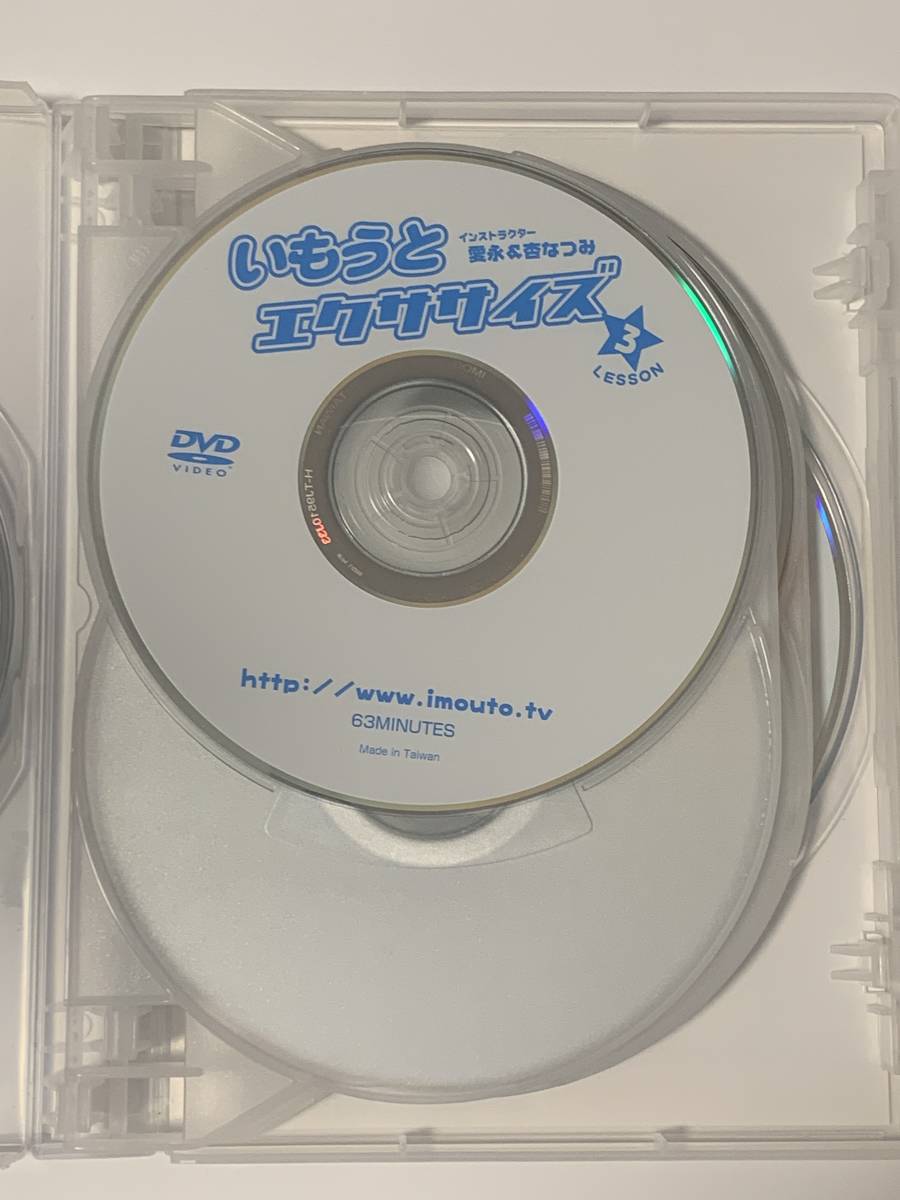 いもうと
インストラクター
愛永&杏なつみ
エクササイズ
3
LESSON
DVD
VIDEO
http://www.imouto.tv
63MINUTES
Made in Taiwan